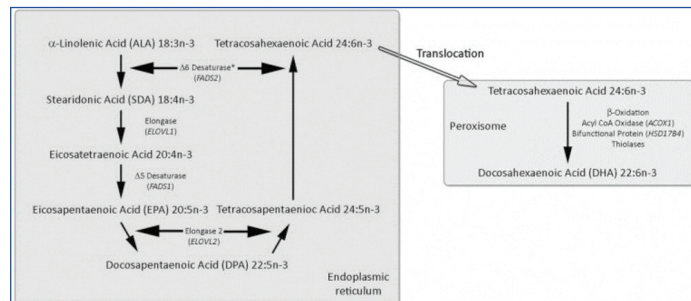 α-Linolenic Acid (ALA) 18:3n-3
Tetracosahexaenoic Acid 24:6n-3
Translocation
Δ6 Desaturase*
(FADS2)
Stearidonic Acid (SDA) 18:4n-3
Elongase
(ELOVL1)
Eicosatetraenoic Acid 20:4n-3
Δ5 Desaturase
(FADS1)
Eicosapentaenoic Acid (EPA) 20:5n-3
Tetracosapentaenioc Acid 24:5n-3
Elongase 2
(ELOVL2)
Docosapentaenoic Acid (DPA) 22:5n-3
Endoplasmic
reticulum
Tetracosahexaenoic Acid 24:6n-3
Peroxisome
β-Oxidation
Acyl CoA Oxidase (ACOX1)
Bifunctional Protein (HSD17B4)
Thiolases
Docosahexaenoic Acid (DHA) 22:6n-3